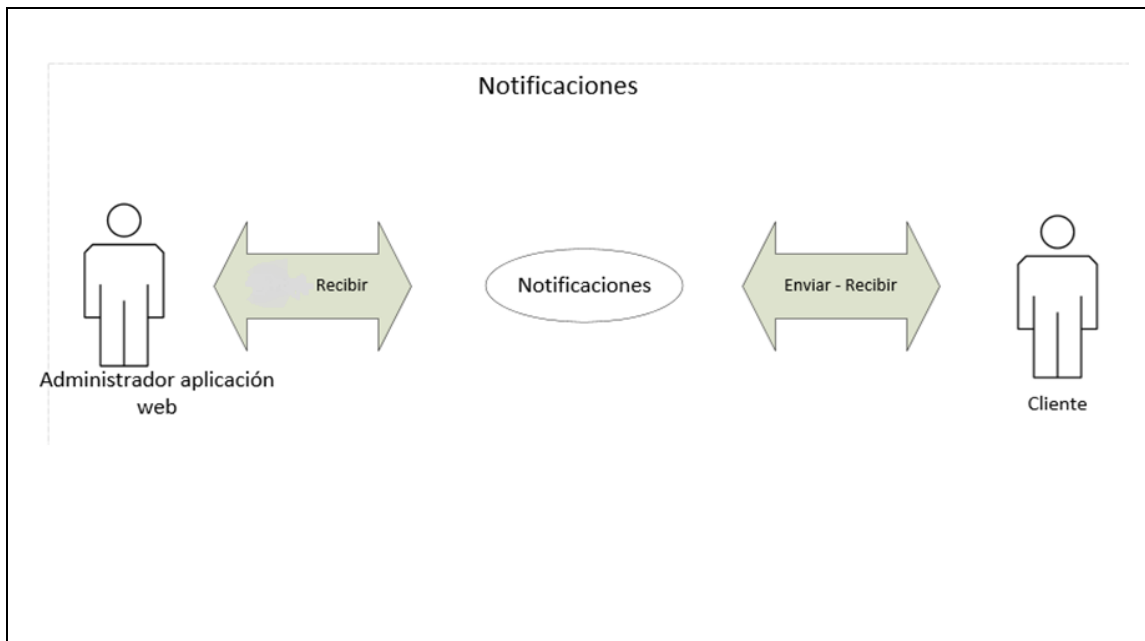 Notificaciones
Recibir
Notificaciones
Enviar - Recibir
Administrador aplicación
web
Cliente